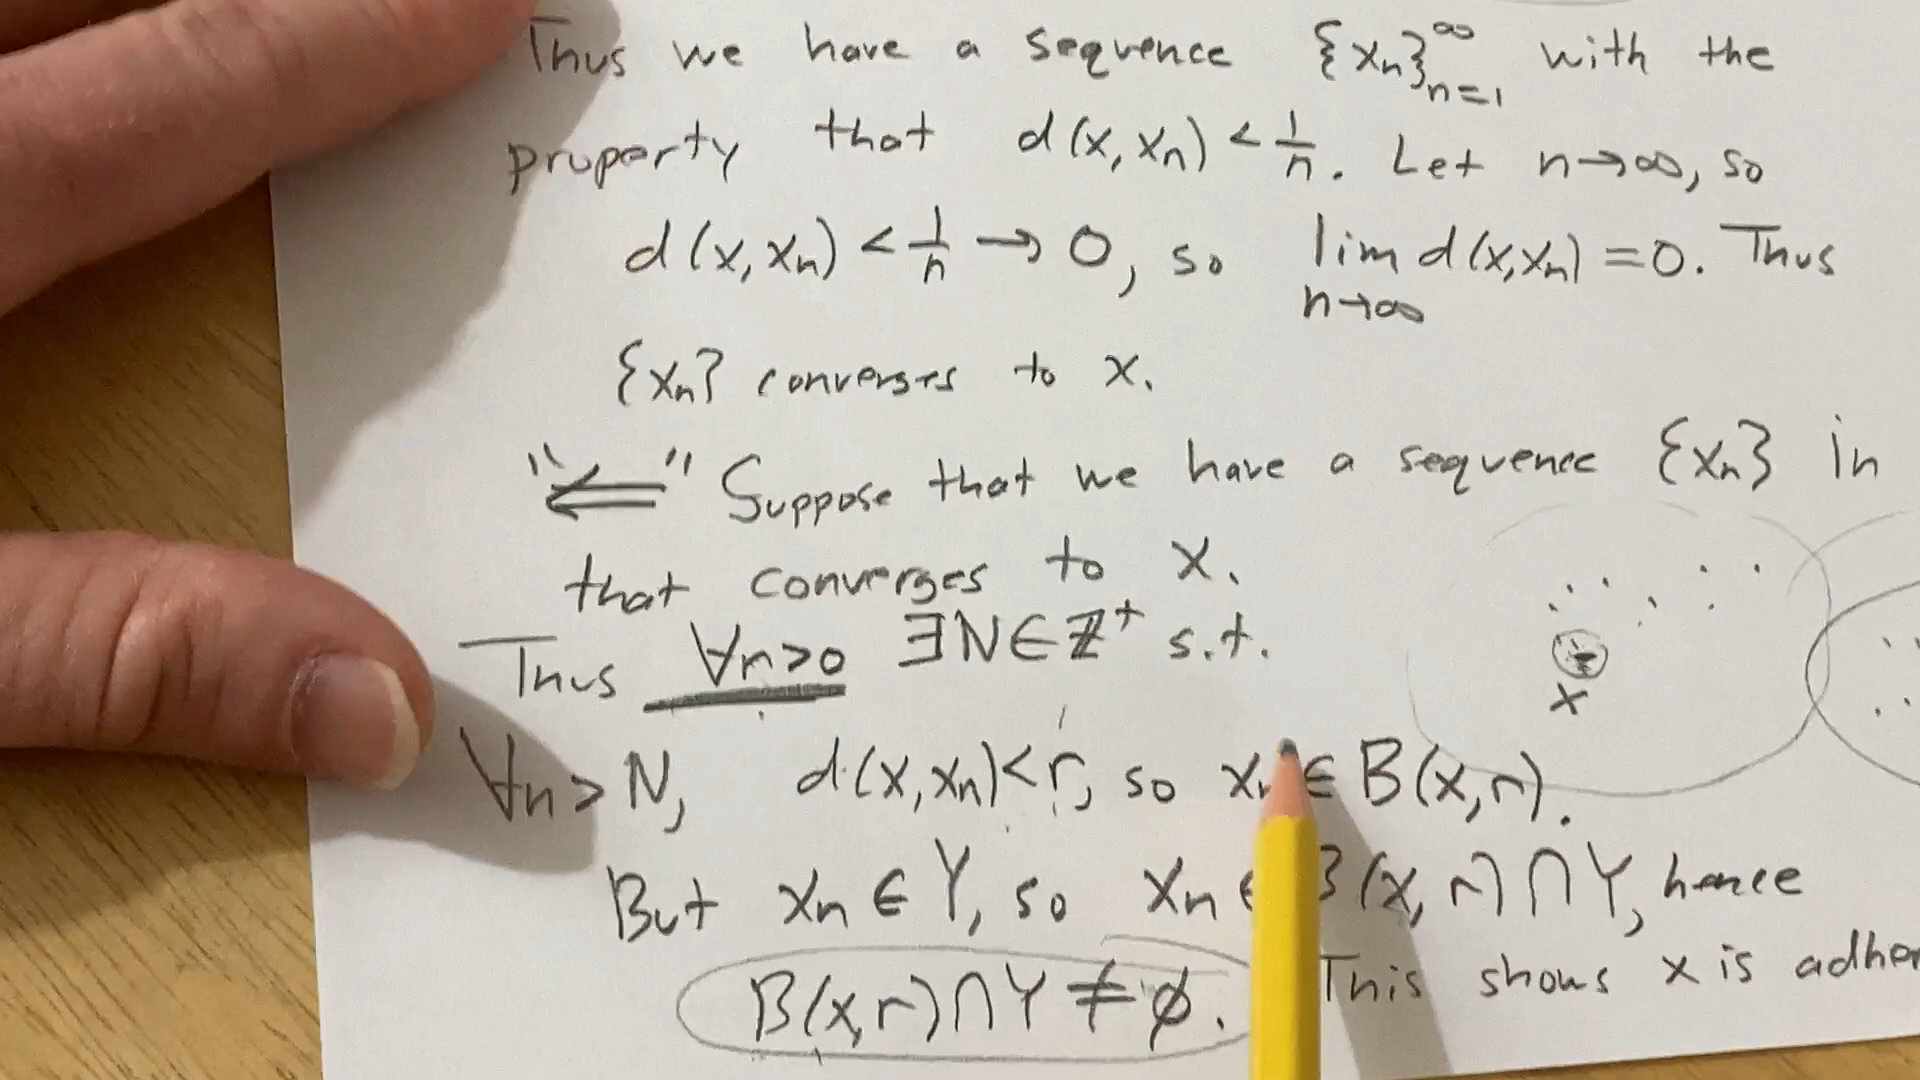 Thus we have a sequence {xn}∞n=1 with the
property that d(x, xn) < 1/n. Let n→∞, so
d(x, xn) < 1/n → 0, so lim n→∞ d(x, xn) = 0. Thus
{xn} converges to x.
"⇐" Suppose that we have a sequence {xn} in
that converges to x.
Thus ∀r>0 ∃N∈ℤ⁺ s.t.
x
∀n > N, d(x, xn) < r, so xn ∈ B(x, r).
But xn ∈ Y, so xn ∈ B(x, r) ∩ Y, hence
B(x, r) ∩ Y ≠ ∅. This shows x is